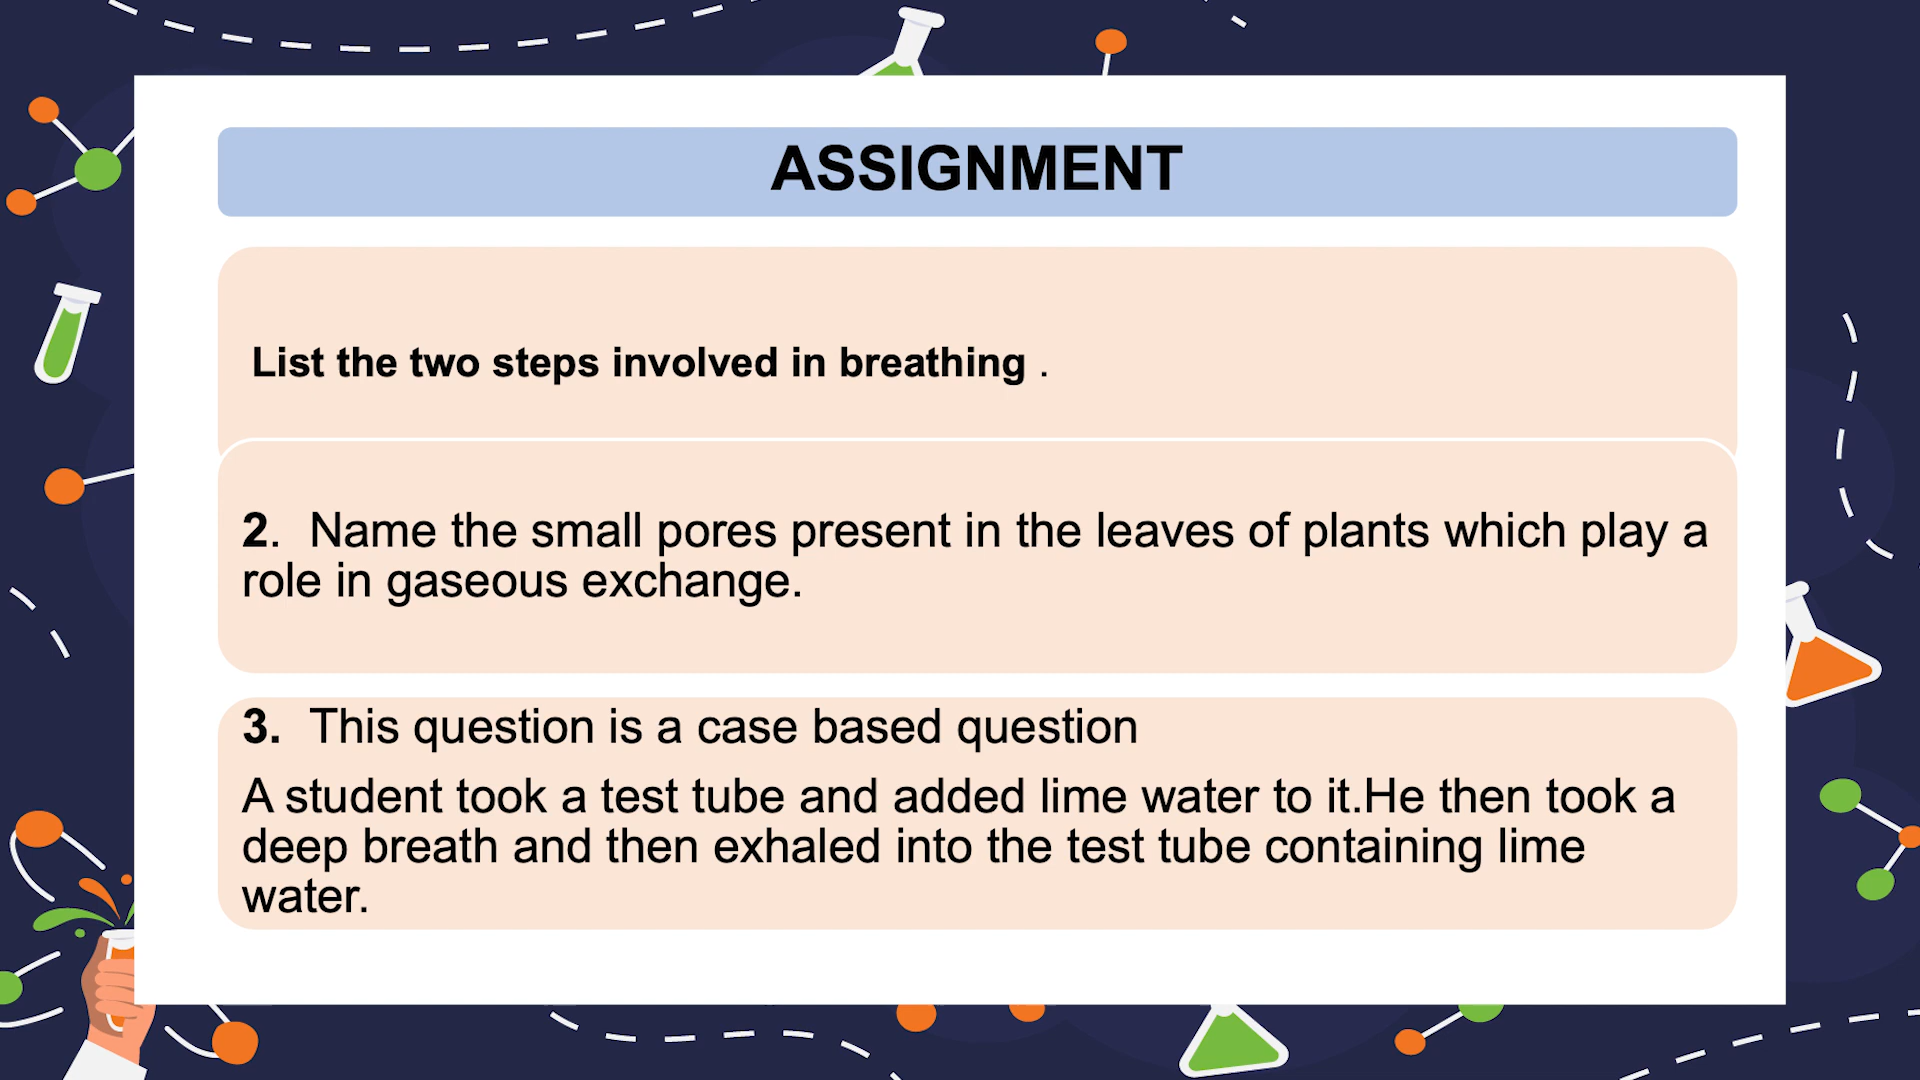 ASSIGNMENT
List the two steps involved in breathing .
2. Name the small pores present in the leaves of plants which play a
role in gaseous exchange.
3. This question is a case based question
A student took a test tube and added lime water to it.He then took a
deep breath and then exhaled into the test tube containing lime
water.